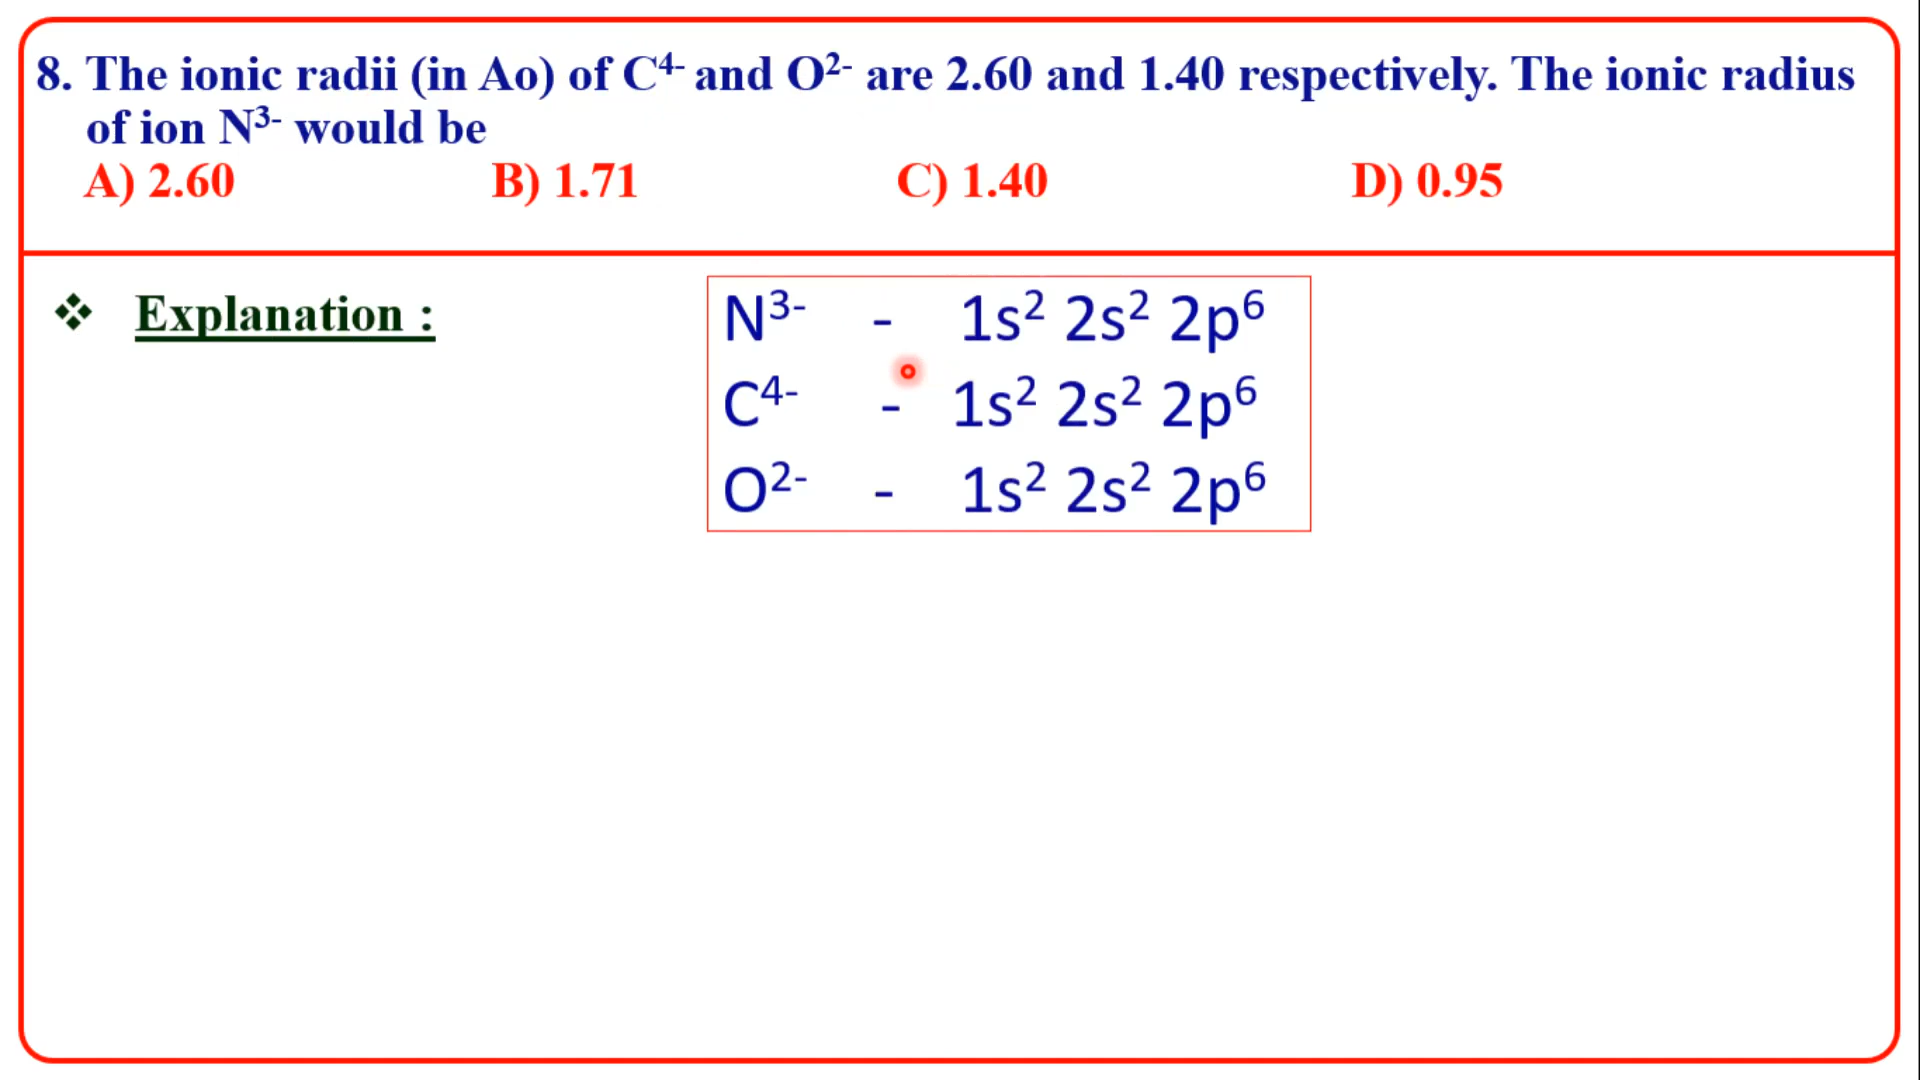 8. The ionic radii (in Ao) of C⁴⁻ and O²⁻ are 2.60 and 1.40 respectively. The ionic radius
of ion N³⁻ would be
A) 2.60 B) 1.71 C) 1.40 D) 0.95
❖ Explanation :
N³⁻ - 1s² 2s² 2p⁶
C⁴⁻ - 1s² 2s² 2p⁶
O²⁻ - 1s² 2s² 2p⁶